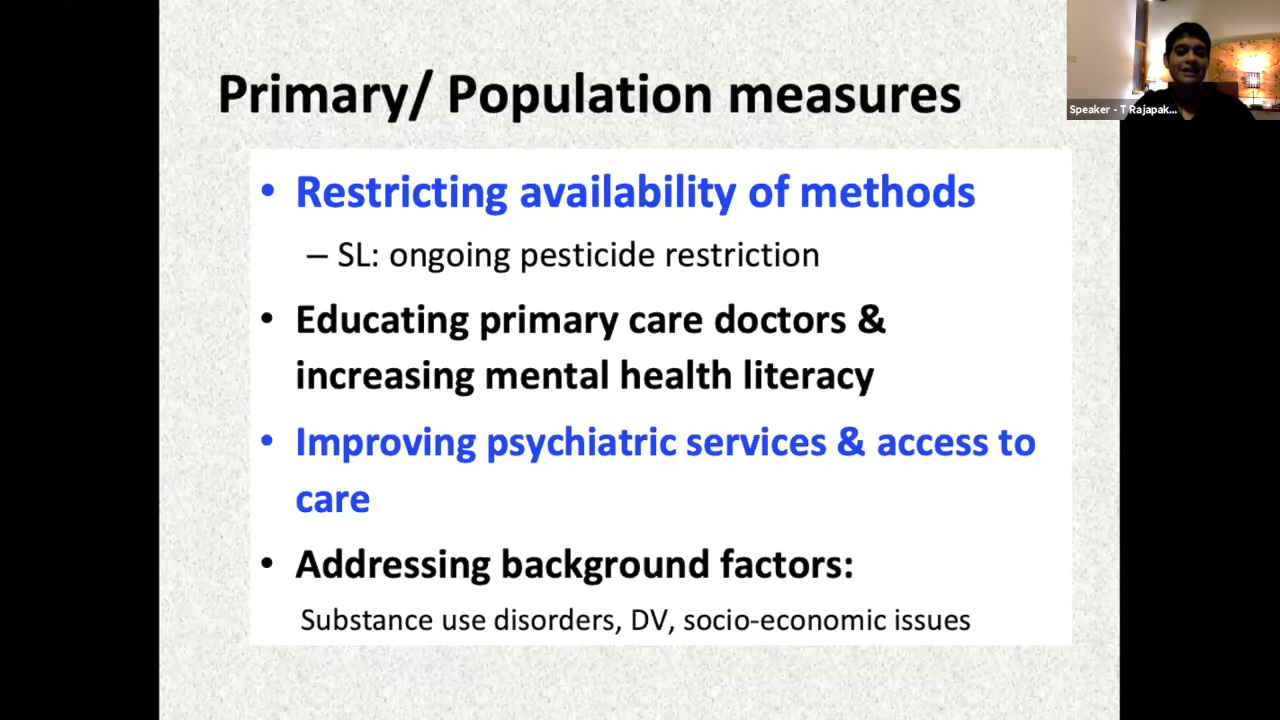 Primary/ Population measures
Speaker - T Rajapak...
• Restricting availability of methods
– SL: ongoing pesticide restriction
• Educating primary care doctors &
increasing mental health literacy
• Improving psychiatric services & access to
care
• Addressing background factors:
Substance use disorders, DV, socio-economic issues